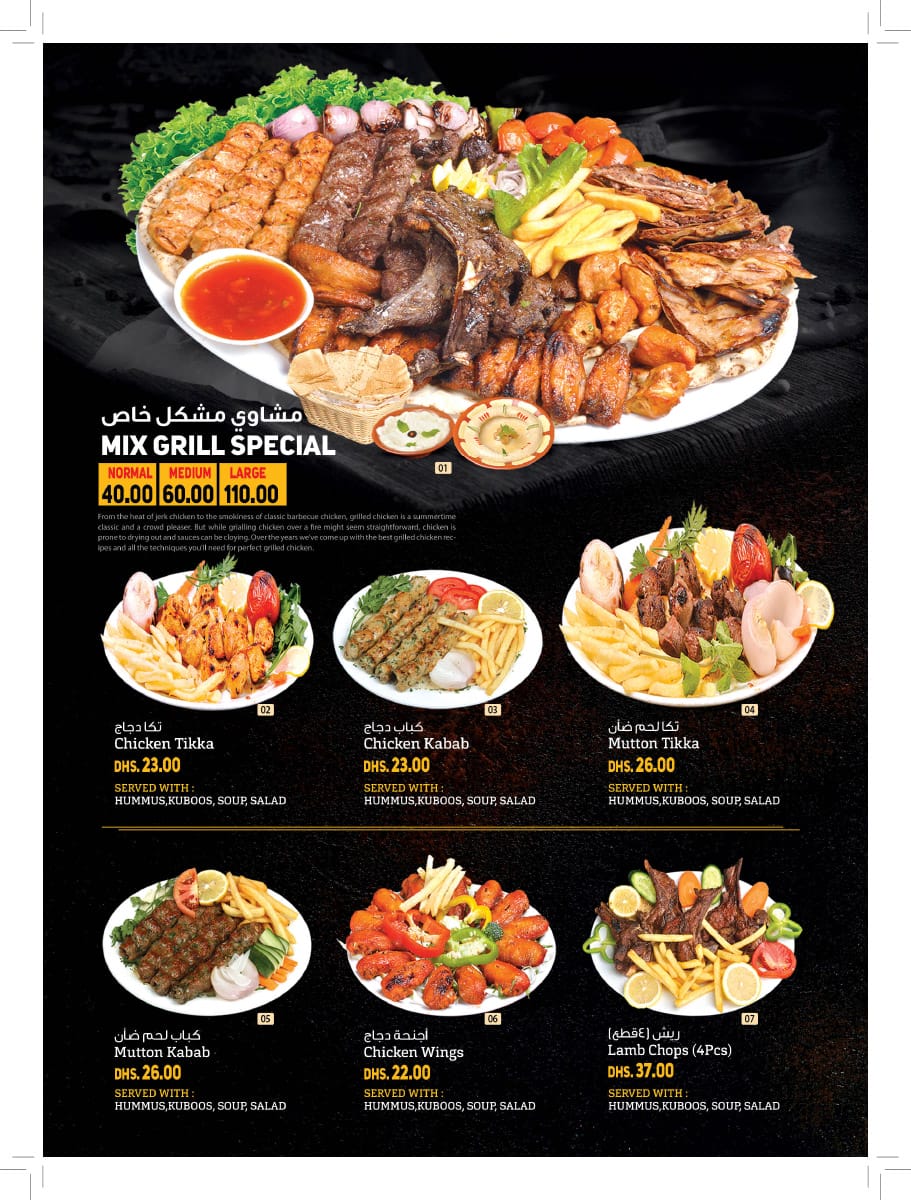 مشاوي مشكل خاص
MIX GRILL SPECIAL
01
NORMAL MEDIUM LARGE
40.00 60.00 110.00
From the heat of jerk chicken to the smokiness of classic barbecue chicken, grilled chicken is a summertime
classic and a crowd pleaser. But while grialling chicken over a fire might seem straightforward, chicken is
prone to drying out and sauces can be cloying. Over the years we've come up with the best grilled chicken rec-
ipes and all the techniques you'll need for perfect grilled chicken.
02
تكا دجاج
Chicken Tikka
DHS. 23.00
SERVED WITH :
HUMMUS,KUBOOS, SOUP, SALAD
03
كباب دجاج
Chicken Kabab
DHS. 23.00
SERVED WITH :
HUMMUS,KUBOOS, SOUP, SALAD
04
تكا لحم ضأن
Mutton Tikka
DHS. 26.00
SERVED WITH :
HUMMUS,KUBOOS, SOUP, SALAD
05
كباب لحم ضأن
Mutton Kabab
DHS. 26.00
SERVED WITH :
HUMMUS,KUBOOS, SOUP, SALAD
06
أجنحة دجاج
Chicken Wings
DHS. 22.00
SERVED WITH :
HUMMUS,KUBOOS, SOUP, SALAD
07
ريش (٤قطع)
Lamb Chops (4Pcs)
DHS. 37.00
SERVED WITH :
HUMMUS,KUBOOS, SOUP, SALAD